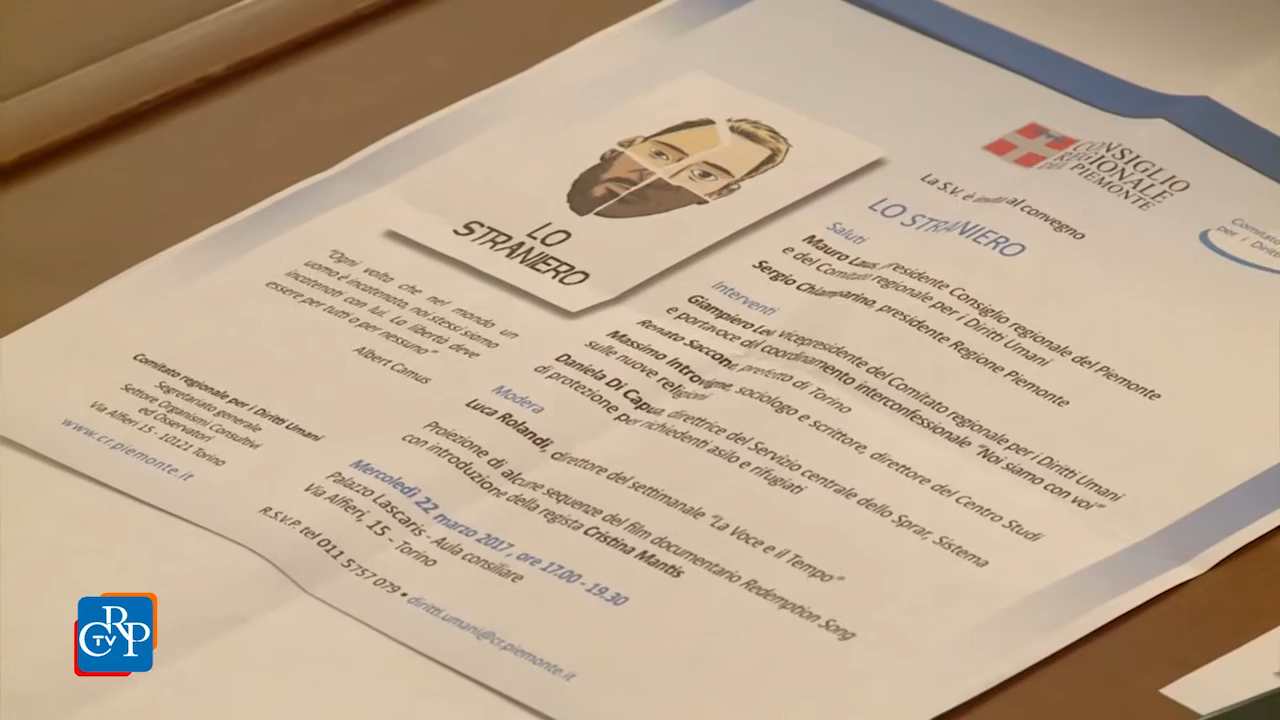 LO
STRANIERO
"Ogni volta che nel mondo un
uomo è incatenato, noi stessi siamo
incatenati con lui. La libertà deve
essere per tutti o per nessuno"
Albert Camus
Comitato regionale per i Diritti Umani
Segretariato generale
Settore Organismi Consultivi
ed Osservatori
Via Alfieri 15 - 10121 Torino
www.cr.piemonte.it
CONSIGLIO
REGIONALE
DEL PIEMONTE
Comitato
per i Diritti
La S.V. è al convegno
LO STRANIERO
Saluti
Mauro Laus, presidente Consiglio regionale del Piemonte
e del Comitato regionale per i Diritti Umani
Sergio Chiamparino, presidente Regione Piemonte
Interventi
Giampiero Leo, vicepresidente del Comitato regionale per i Diritti Umani
e portavoce del coordinamento interconfessionale "Noi siamo con voi"
Renato Saccone, prefetto di Torino
Massimo Introvigne, sociologo e scrittore, direttore del Centro Studi
sulle nuove religioni
Daniela Di Capua, direttrice del Servizio centrale dello Sprar, Sistema
di protezione per richiedenti asilo e rifugiati
Modera
Luca Rolandi, direttore del settimanale "La Voce e il Tempo"
Proiezione di alcune sequenze del film documentario Redemption Song
con introduzione della regista Cristina Mantis
Mercoledì 22 marzo 2017, ore 17.00 - 19.30
Palazzo Lascaris - Aula consiliare
Via Alfieri, 15 - Torino
R.S.V.P. tel 011 5757 079 • diritti.umani@cr.piemonte.it
CRP
TV